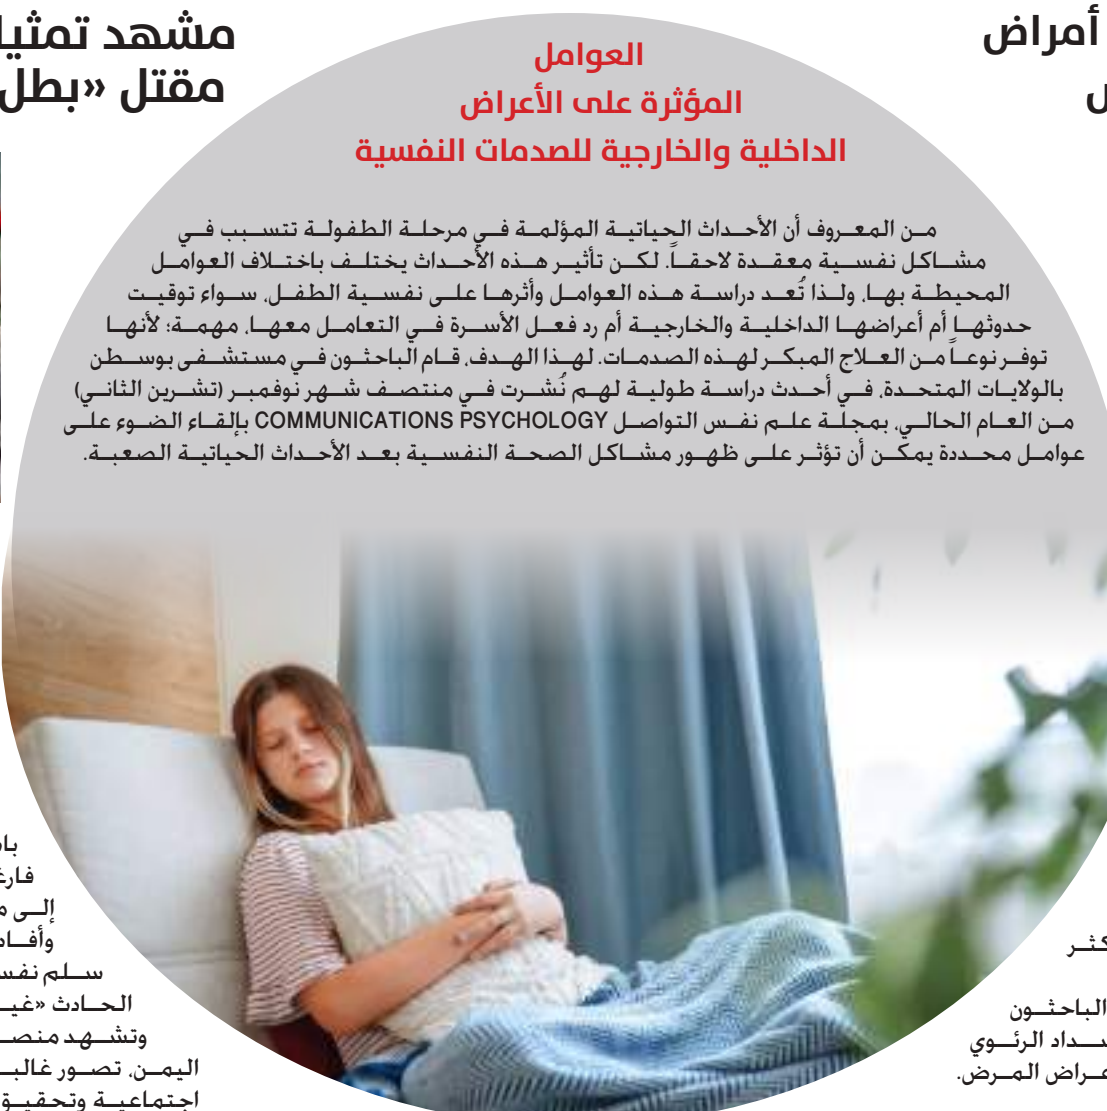 أمراض
مشهد
مقتل «بطل
العوامل
المؤثرة على الأعراض
الداخلية والخارجية للصدمات النفسية
من المعروف أن الأحداث الحياتية المؤلمة في مرحلة الطفولة تتسبب في
مشاكل نفسية معقدة لاحقاً. لكن تأثير هذه الأحداث يختلف باختلاف العوامل
المحيطة بها، ولذا تُعد دراسة هذه العوامل وأثرها على نفسية الطفل، سواء توقيت
حدوثها أم أعراضها الداخلية والخارجية أم رد فعل الأسرة في التعامل معها، مهمة؛ لأنها
توفر نوعاً من العلاج المبكر لهذه الصدمات. لهذا الهدف، قام الباحثون في مستشفى بوسطن
بالولايات المتحدة، في أحدث دراسة طولية لهم نُشرت في منتصف شهر نوفمبر (تشرين الثاني)
من العام الحالي، بمجلة علم نفس التواصل COMMUNICATIONS PSYCHOLOGY بإلقاء الضوء على
عوامل محددة يمكن أن تؤثر على ظهور مشاكل الصحة النفسية بعد الأحداث الحياتية الصعبة.
الباحثون
الرئوي
المرض.
إلى
سلم
الحادث
وتشهد
اليمن، تصور
اجتماعية